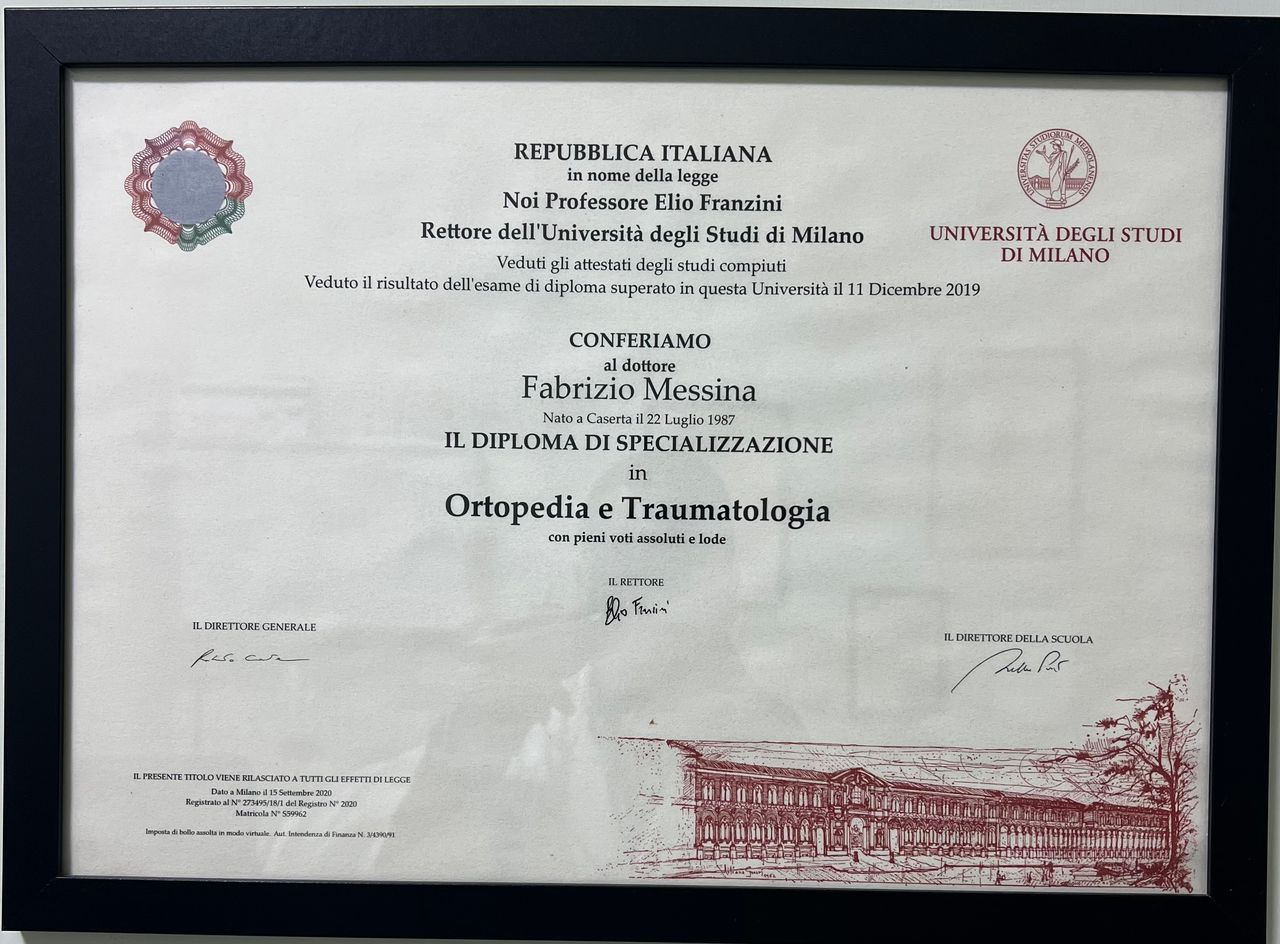 REPUBBLICA ITALIANA
in nome della legge
Noi Professore Elio Franzini
Rettore dell'Università degli Studi di Milano
Veduti gli attestati degli studi compiuti
Veduto il risultato dell'esame di diploma superato in questa Università il 11 Dicembre 2019
UNIVERSITAS STUDIORUM MEDIOLANENSIS
UNIVERSITÀ DEGLI STUDI
DI MILANO
CONFERIAMO
al dottore
Fabrizio Messina
Nato a Caserta il 22 Luglio 1987
IL DIPLOMA DI SPECIALIZZAZIONE
in
Ortopedia e Traumatologia
con pieni voti assoluti e lode
IL RETTORE
Elio Franzini
IL DIRETTORE GENERALE
IL DIRETTORE DELLA SCUOLA
IL PRESENTE TITOLO VIENE RILASCIATO A TUTTI GLI EFFETTI DI LEGGE
Dato a Milano il 15 Settembre 2020
Registrato al N° 273495/18/1 del Registro N° 2020
Matricola N° S59962
Imposta di bollo assolta in modo virtuale. Aut. Intendenza di Finanza N. 3/4390/91